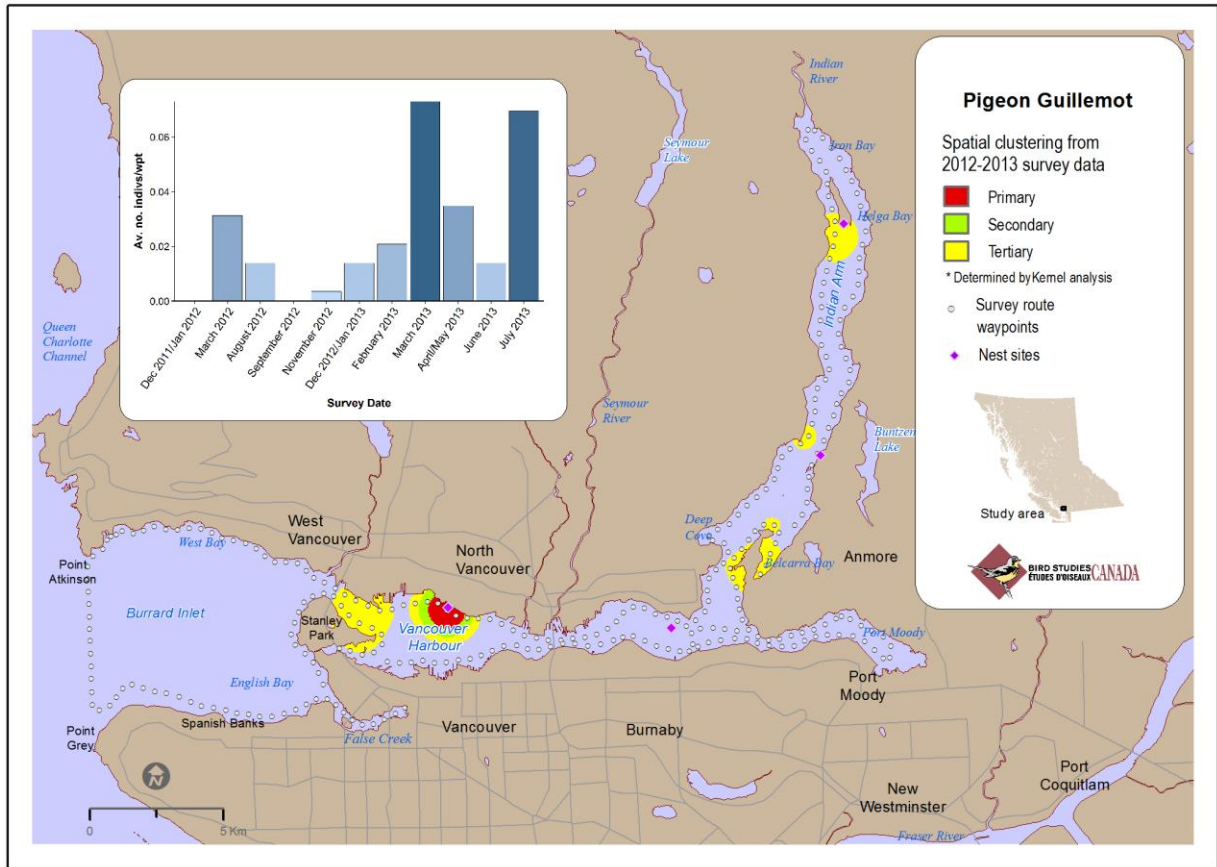 Av. no. indivs/wpt
0.06
0.04
0.02
0.00
Dec 2011/Jan 2012
March 2012
August 2012
September 2012
November 2012
Dec 2012/Jan 2013
February 2013
March 2013
April/May 2013
June 2013
July 2013
Survey Date
Pigeon Guillemot
Spatial clustering from
2012-2013 survey data
Primary
Secondary
Tertiary
* Determined by Kernel analysis
Survey route
waypoints
Nest sites
Study area
BIRD STUDIES
ÉTUDES D'OISEAUX
CANADA
Indian
River
Iron Bay
Seymour
Lake
Helga Bay
Indian Arm
Queen
Charlotte
Channel
Seymour
River
Buntzen
Lake
Deep
Cove
Belcarra Bay
Anmore
West
Vancouver
West Bay
North
Vancouver
Point
Atkinson
Burrard Inlet
Stanley
Park
Vancouver
Harbour
Port Moody
English Bay
Port
Moody
Spanish Banks
Vancouver
Burnaby
Point
Grey
False Creek
Port
Coquitlam
New
Westminster
Fraser River
N
0
5 Km